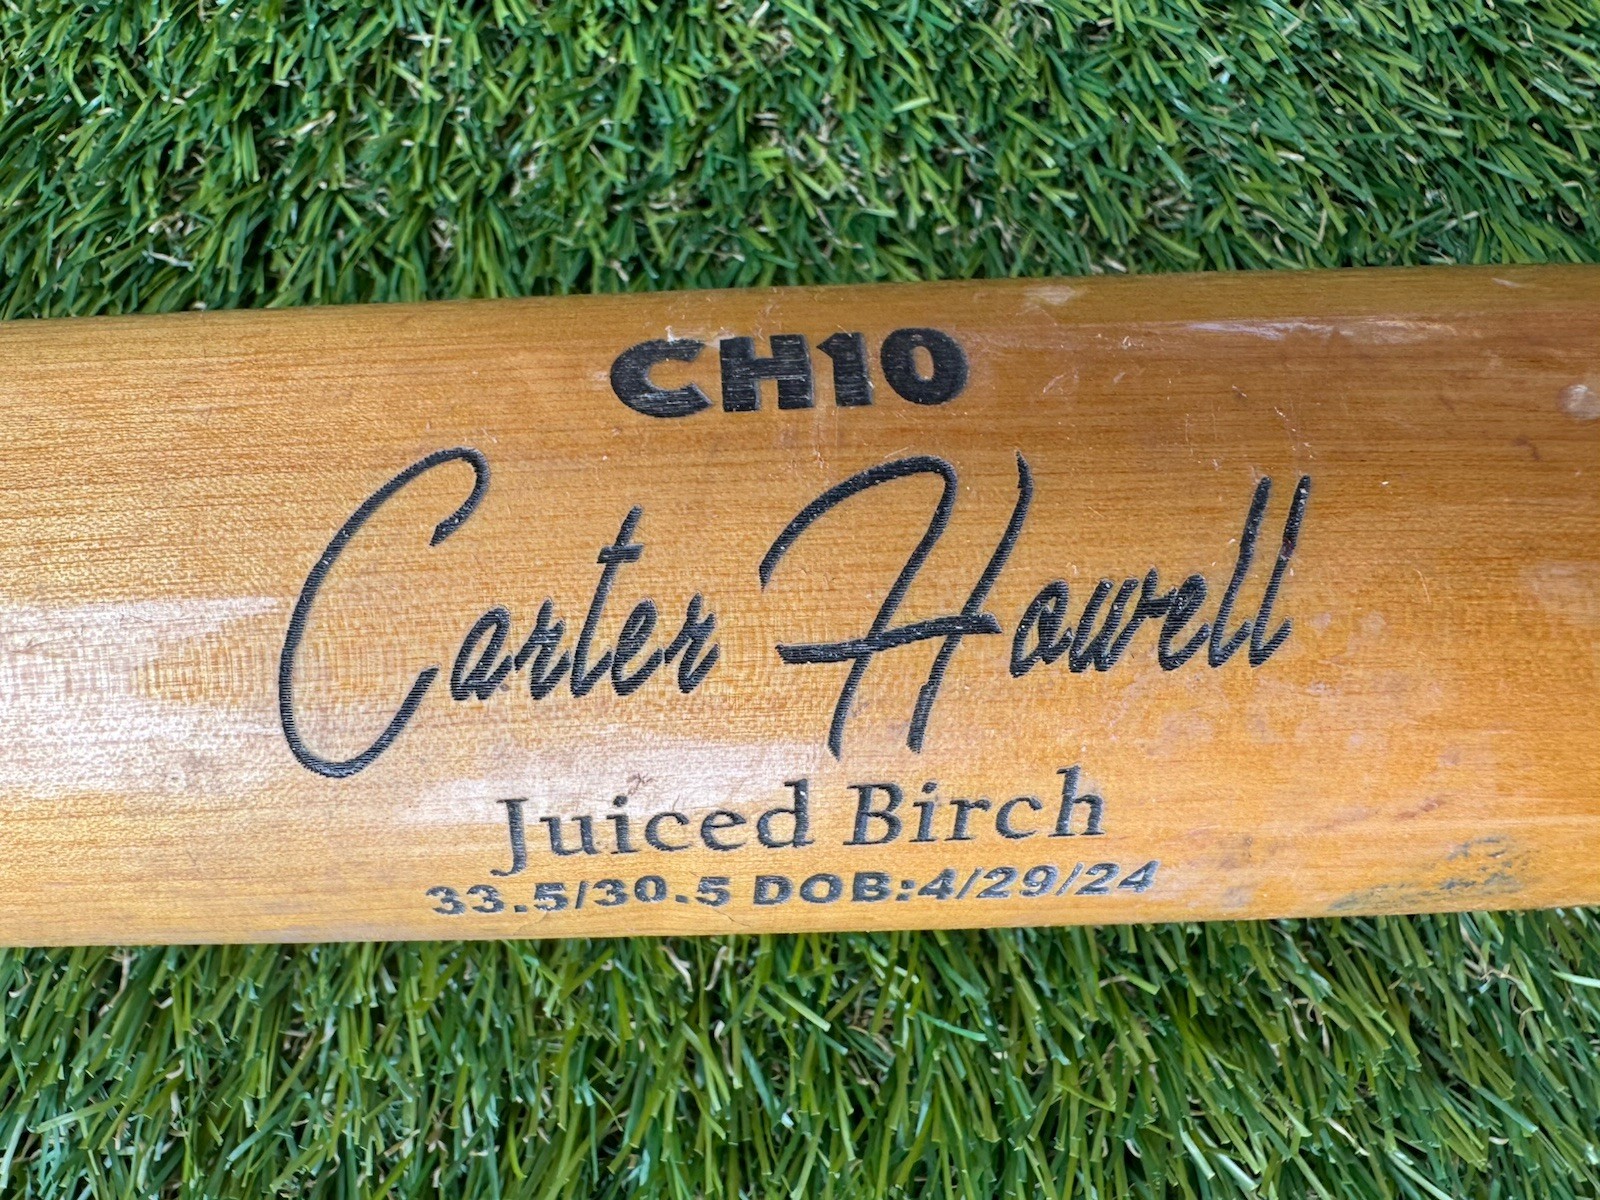 CH10
Carter Howell
Juiced Birch
33.5/30.5 DOB:4/29/24